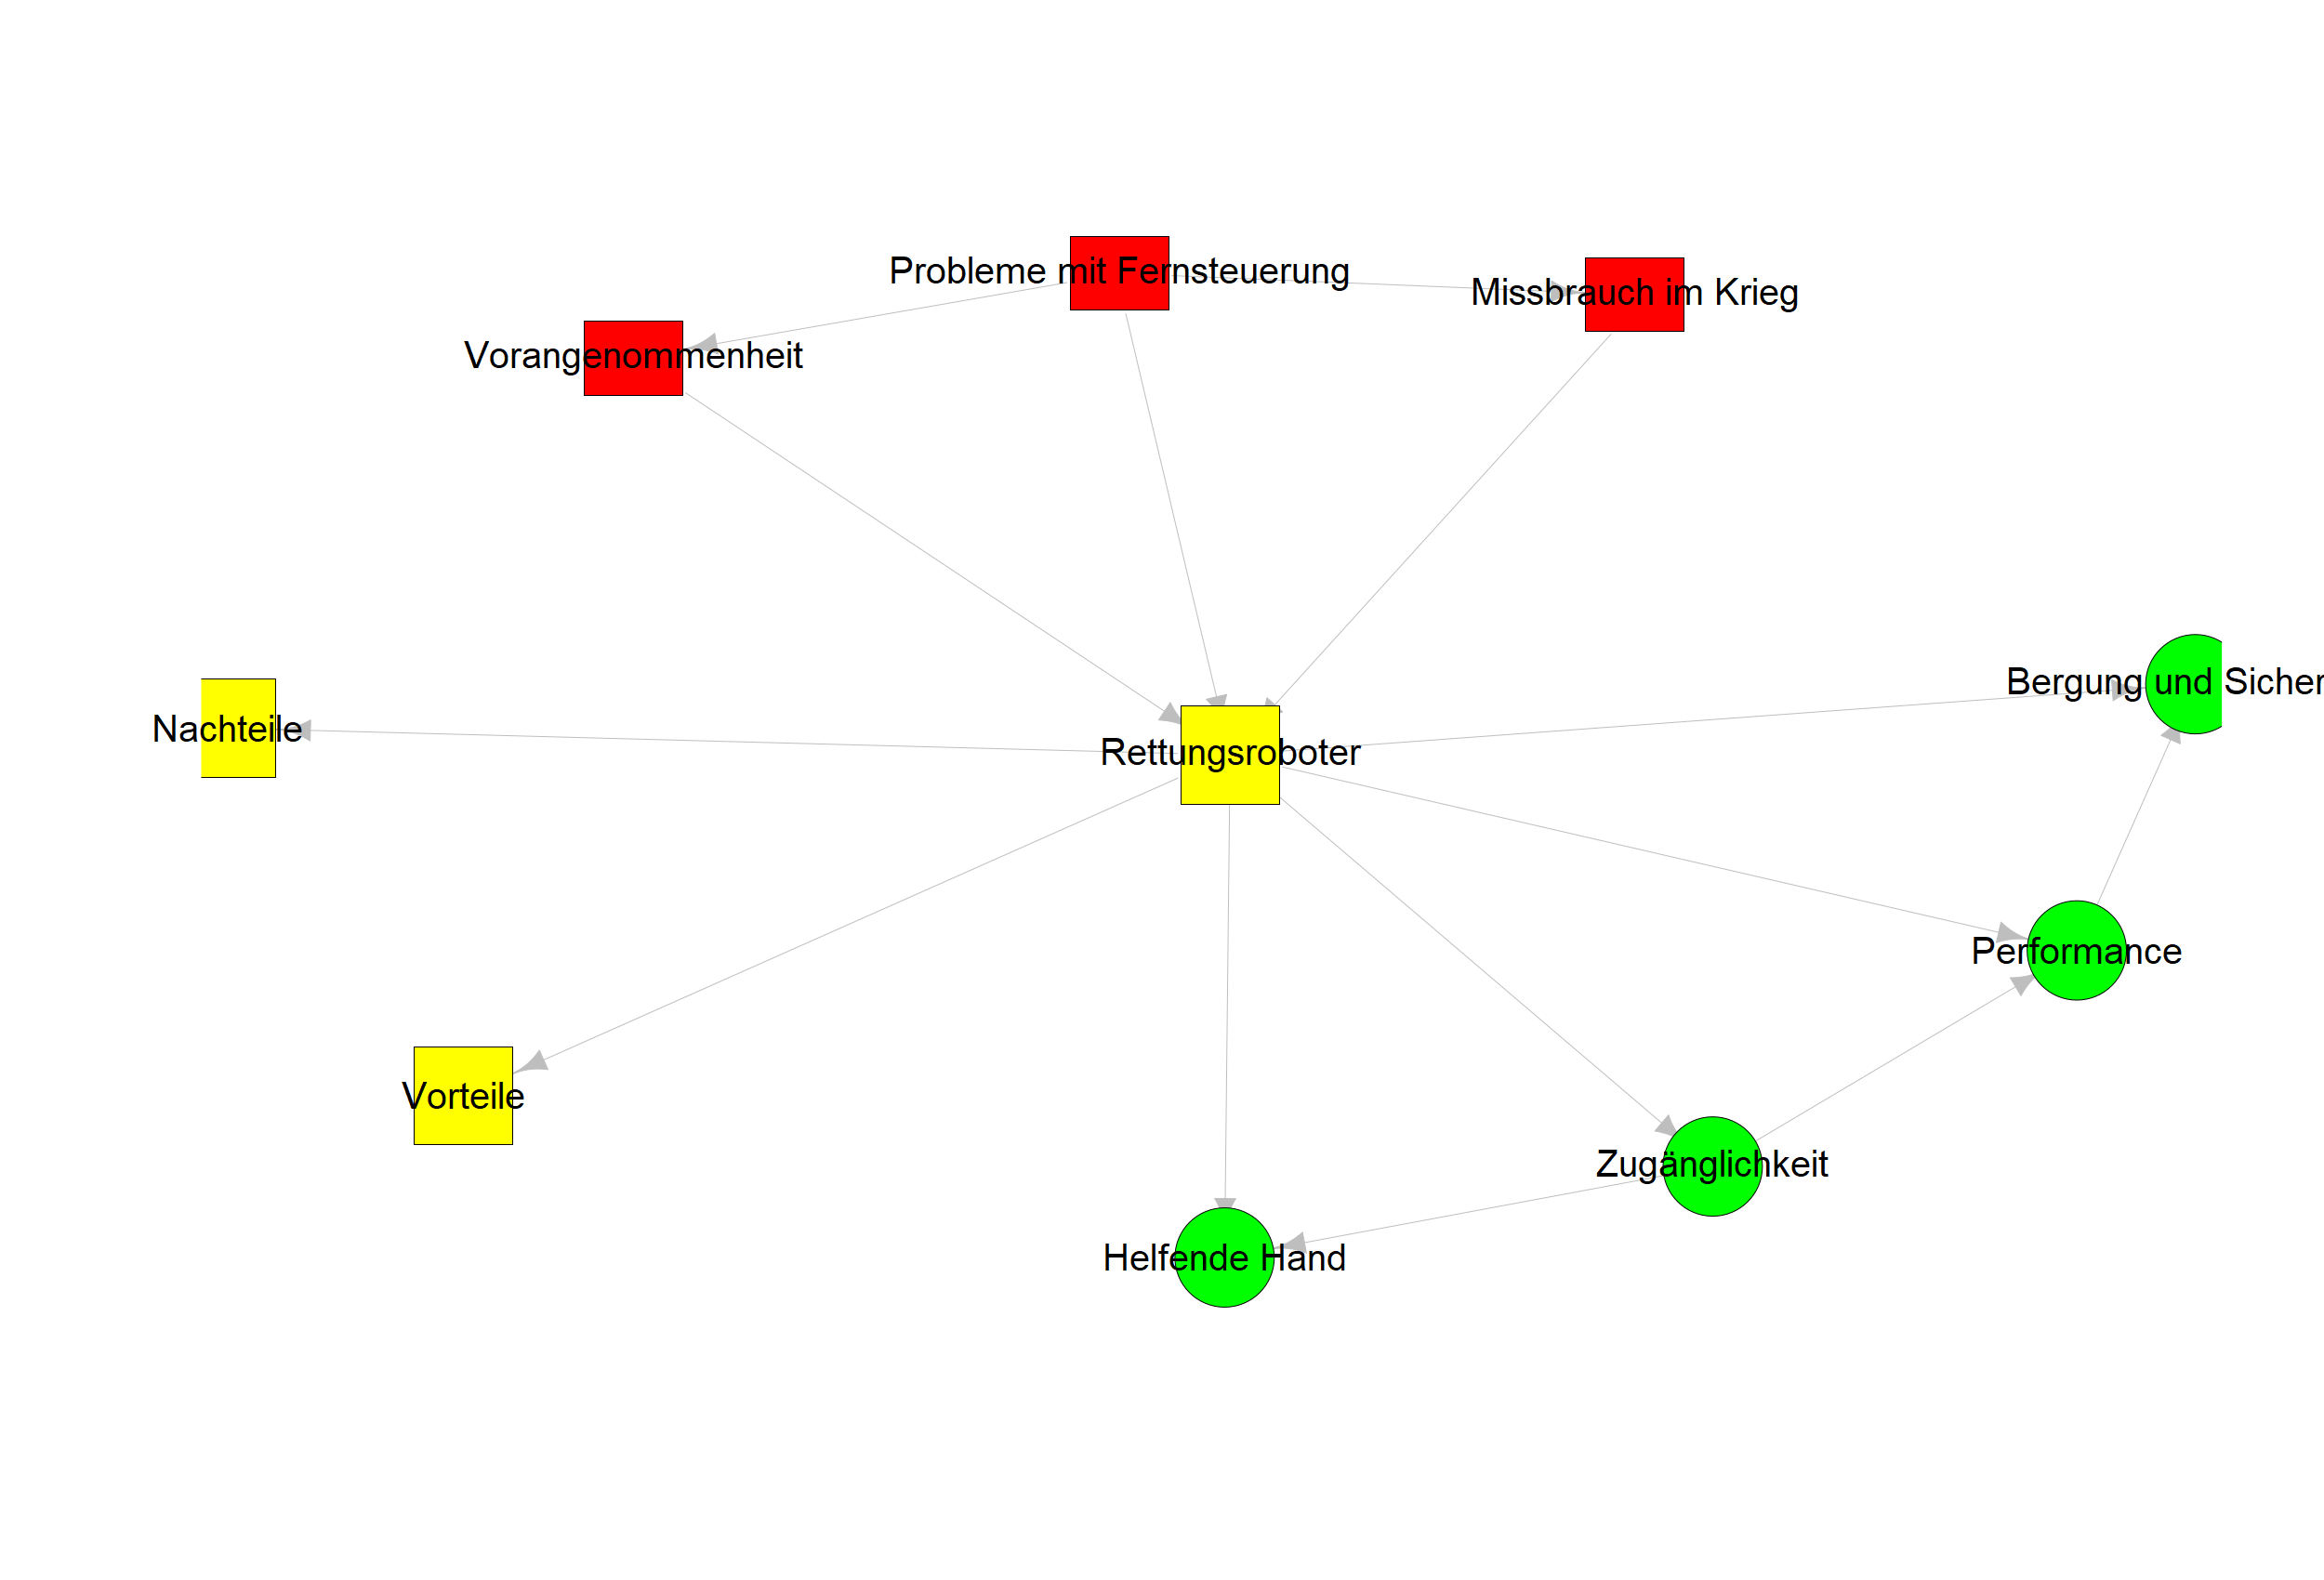 Probleme mit Fernsteuerung
Missbrauch im Krieg
Vorangenommenheit
Bergung und Sicher
Nachteile
Rettungsroboter
Performance
Vorteile
Zugänglichkeit
Helfende Hand